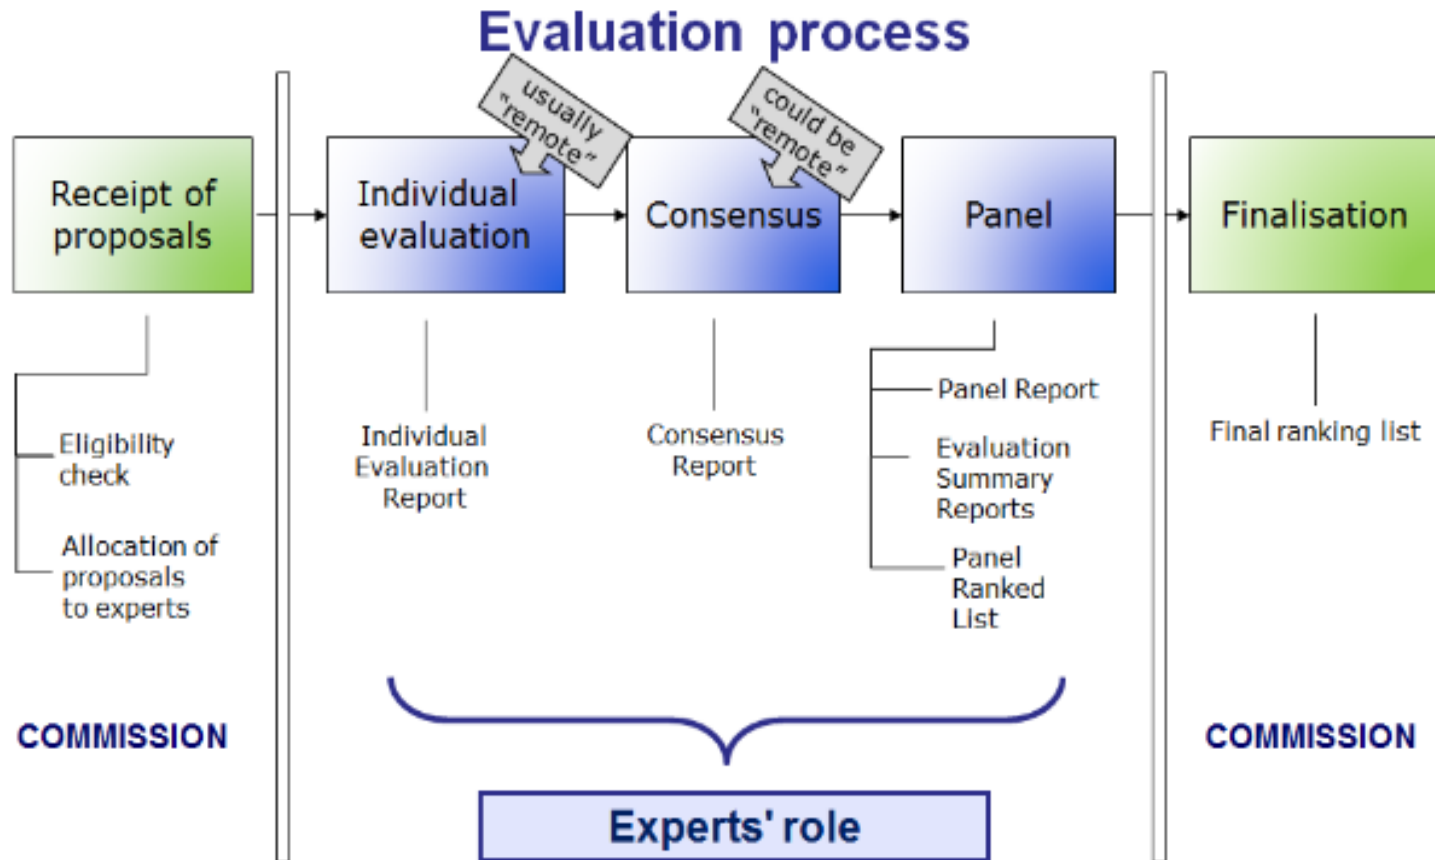 Evaluation process
usually
"remote"
could be
"remote"
Receipt of
proposals
Individual
evaluation
Consensus
Panel
Finalisation
Eligibility
check
Allocation of
proposals
to experts
Individual
Evaluation
Report
Consensus
Report
Panel Report
Evaluation
Summary
Reports
Panel
Ranked
List
Final ranking list
COMMISSION
COMMISSION
Experts' role